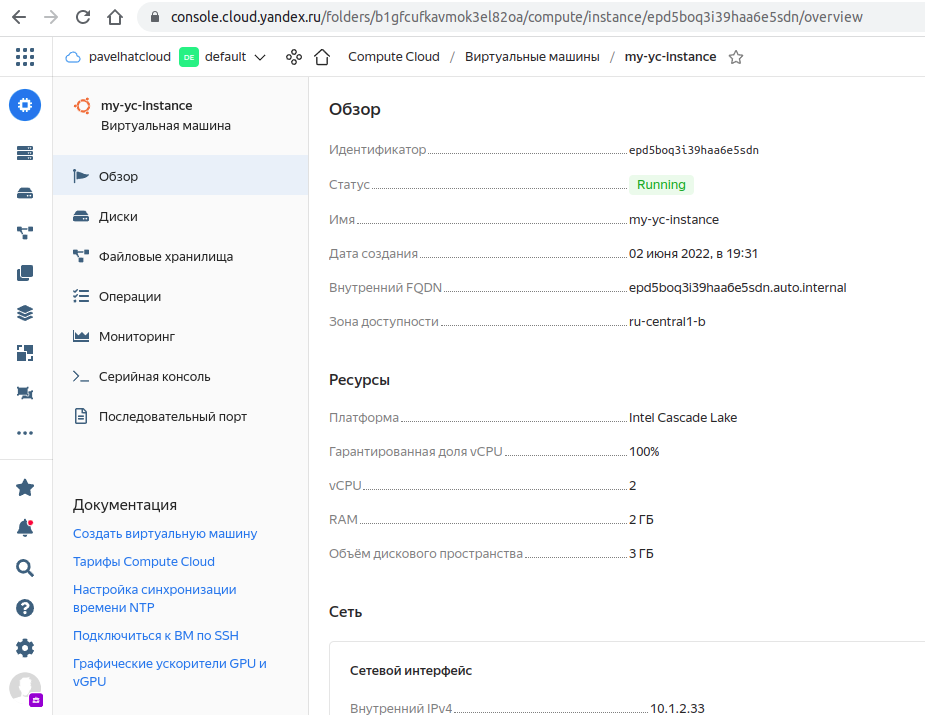 console.cloud.yandex.ru/folders/b1gfcufkavmok3el82oa/compute/instance/epd5boq3i39haa6e5sdn/overview
pavelhatcloud DE default Compute Cloud / Виртуальные машины / my-yc-instance
my-yc-instance
Виртуальная машина
Обзор
Диски
Файловые хранилища
Операции
Мониторинг
Серийная консоль
Последовательный порт
Документация
Создать виртуальную машину
Тарифы Compute Cloud
Настройка синхронизации
времени NTP
Подключиться к ВМ по SSH
Графические ускорители GPU и
vGPU
Обзор
Идентификатор epd5boq3i39haa6e5sdn
Статус Running
Имя my-yc-instance
Дата создания 02 июня 2022, в 19:31
Внутренний FQDN epd5boq3i39haa6e5sdn.auto.internal
Зона доступности ru-central1-b
Ресурсы
Платформа Intel Cascade Lake
Гарантированная доля vCPU 100%
vCPU 2
RAM 2 ГБ
Объём дискового пространства 3 ГБ
Сеть
Сетевой интерфейс
Внутренний IPv4 10.1.2.33